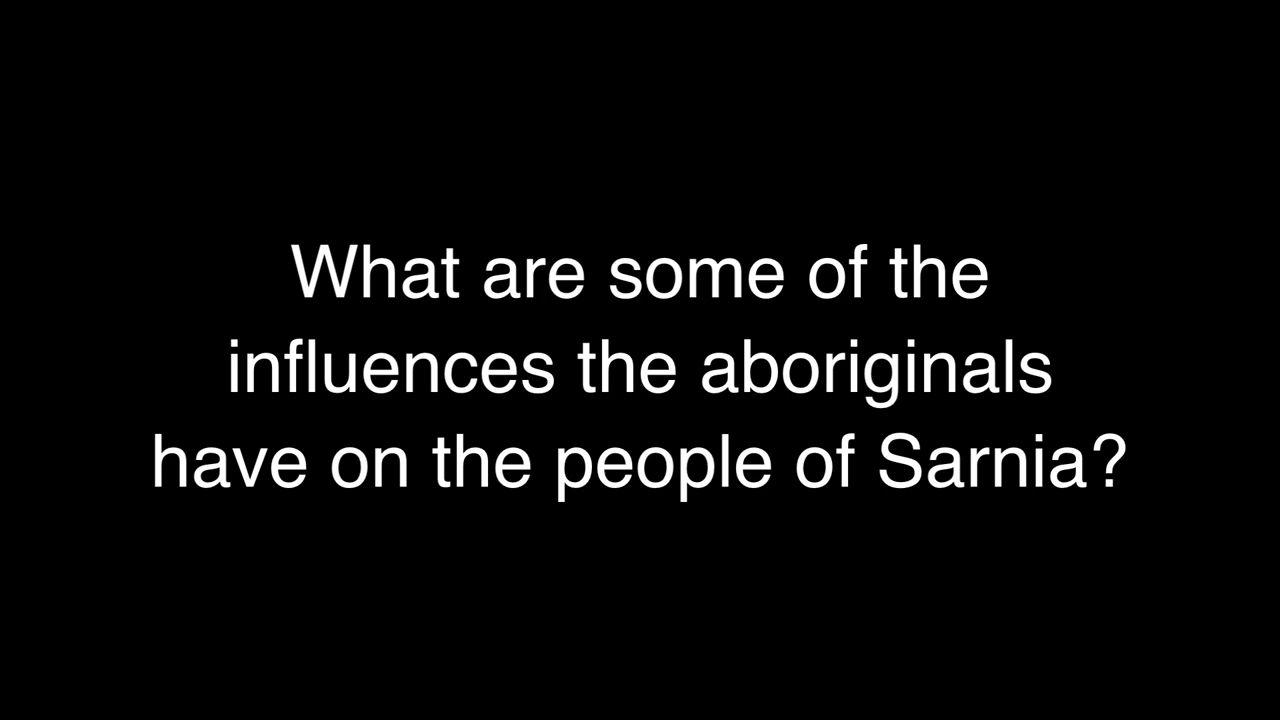 What are some of the
influences the aboriginals
have on the people of Sarnia?